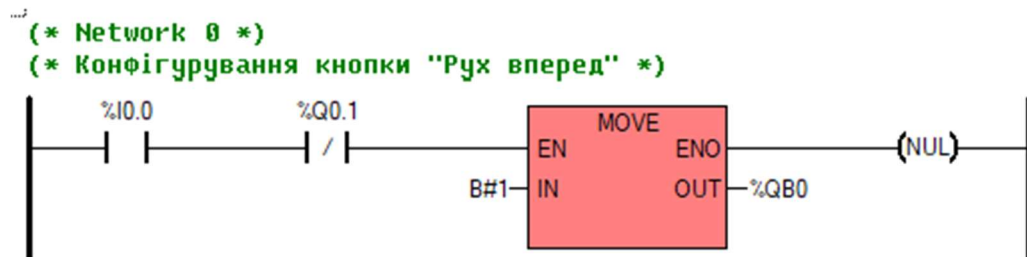 (* Network 0 *)
(* Конфігурування кнопки "Рух вперед" *)
%I0.0 %Q0.1 MOVE
/ EN ENO (NUL)
B#1 IN OUT %QB0